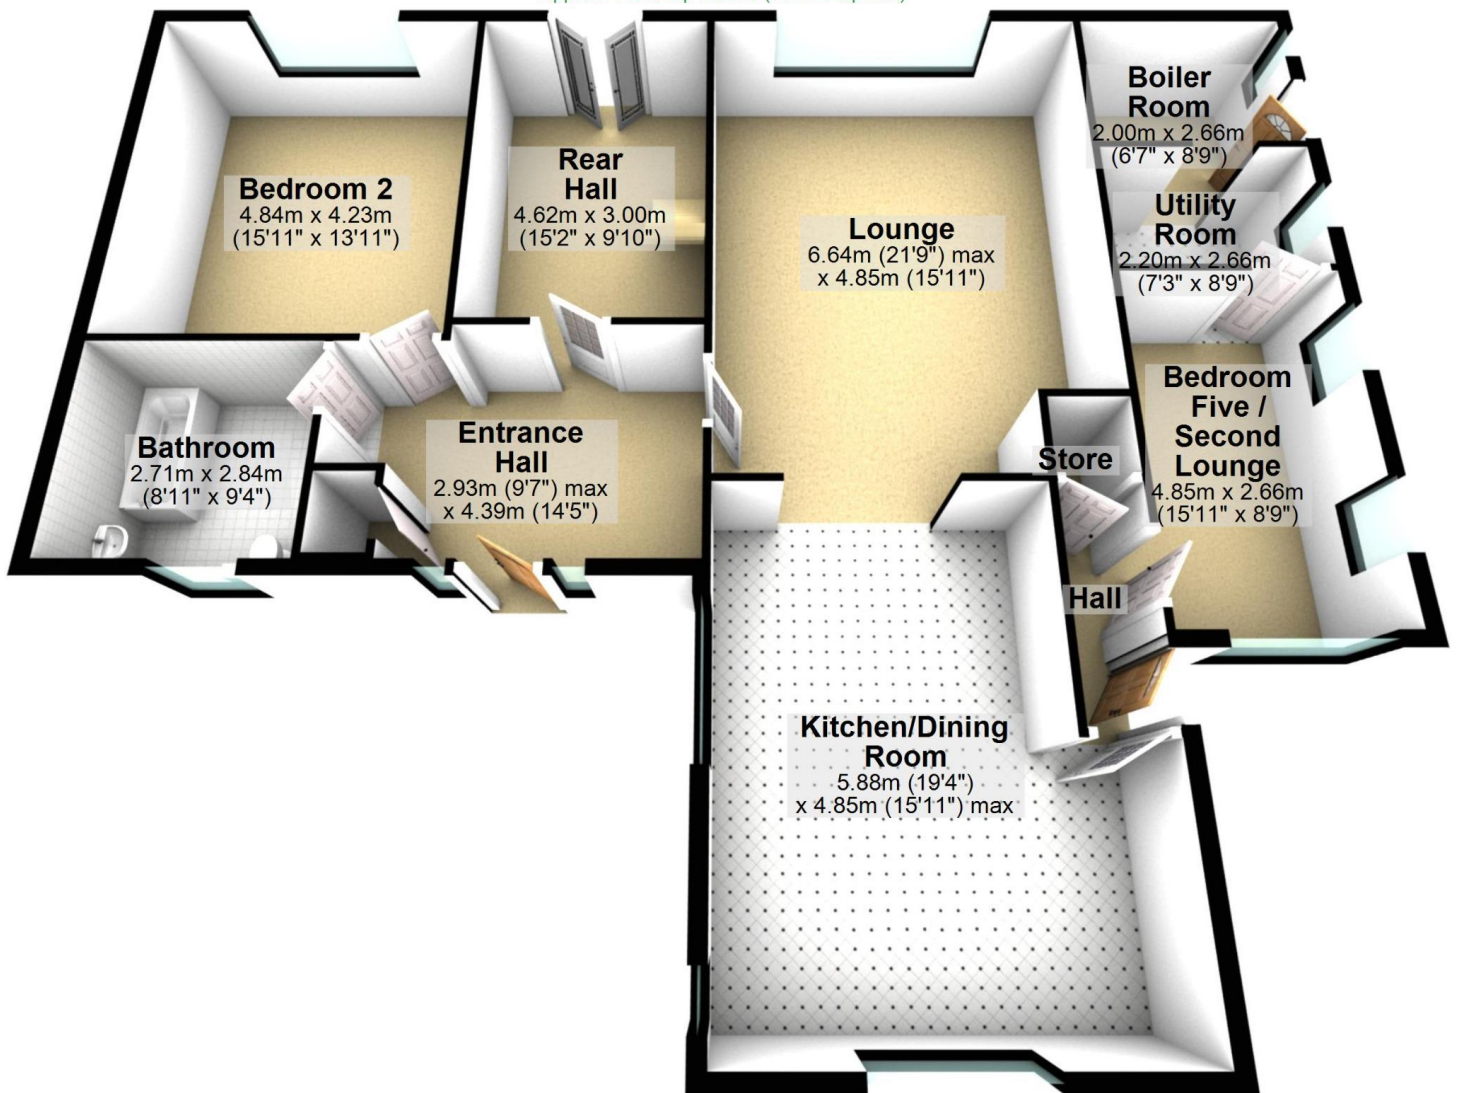 Bedroom 2
4.84m x 4.23m
(15'11" x 13'11")
Rear
Hall
4.62m x 3.00m
(15'2" x 9'10")
Lounge
6.64m (21'9") max
x 4.85m (15'11")
Boiler
Room
2.00m x 2.66m
(6'7" x 8'9")
Utility
Room
2.20m x 2.66m
(7'3" x 8'9")
Bedroom
Five /
Second
Lounge
4.85m x 2.66m
(15'11" x 8'9")
Bathroom
2.71m x 2.84m
(8'11" x 9'4")
Entrance
Hall
2.93m (9'7") max
x 4.39m (14'5")
Store
Hall
Kitchen/Dining
Room
5.88m (19'4")
x 4.85m (15'11") max